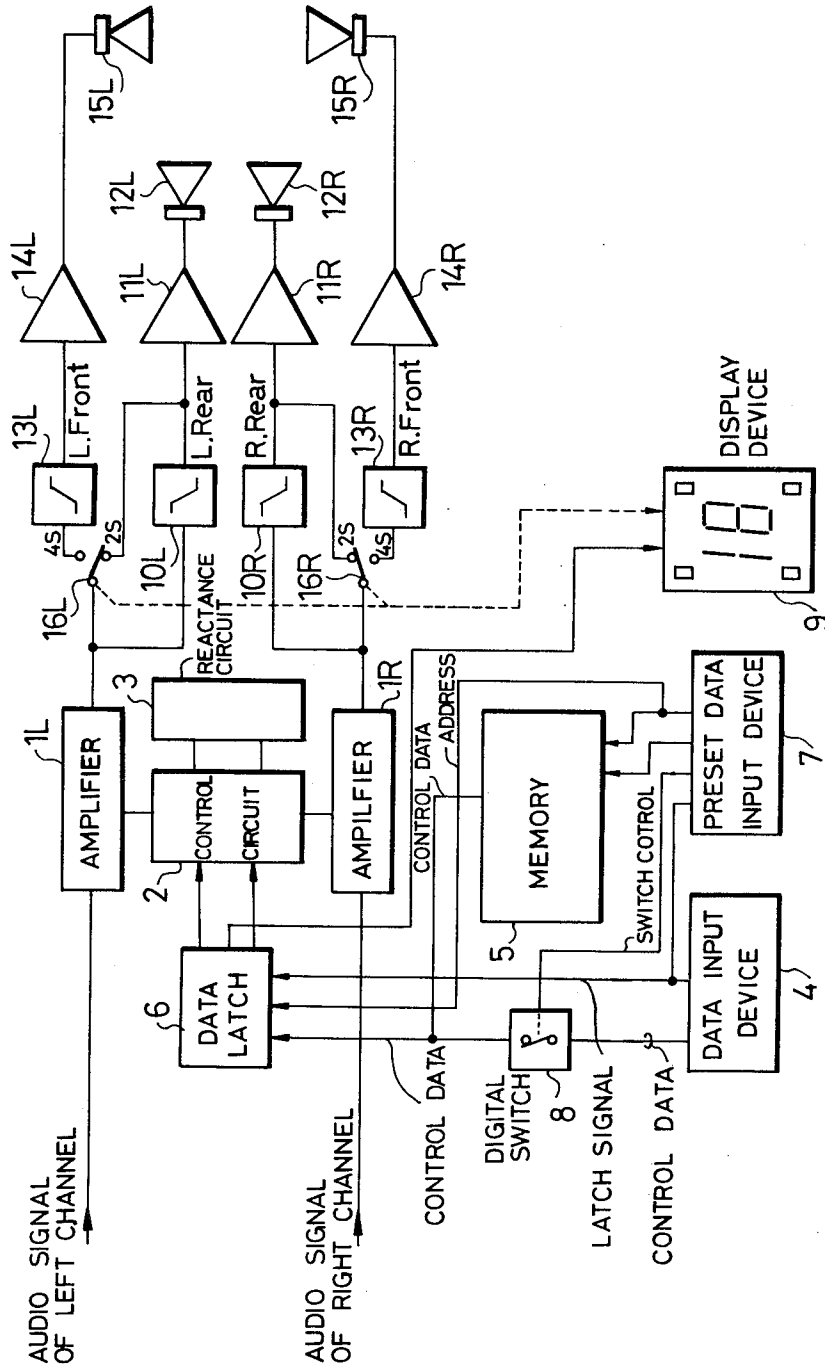 AUDIO SIGNAL
OF LEFT CHANNEL
1L
AMPLIFIER
2
CONTROL
CIRCUIT
3
REACTANCE
CIRCUIT
16L
4S
2S
13L
L.Front
14L
15L
10L
L.Rear
11L
12L
10R
R.Rear
11R
12R
16R
2S
4S
13R
R.Front
14R
15R
AUDIO SIGNAL
OF RIGHT CHANNEL
AMPILFIER
1R
6
DATA
LATCH
CONTROL DATA
CONTROL DATA
ADDRESS
MEMORY
5
DIGITAL
SWITCH
8
LATCH SIGNAL
CONTROL DATA
SWITCH COTROL
DATA INPUT
DEVICE
4
PRESET DATA
INPUT DEVICE
7
18
DISPLAY
DEVICE
9